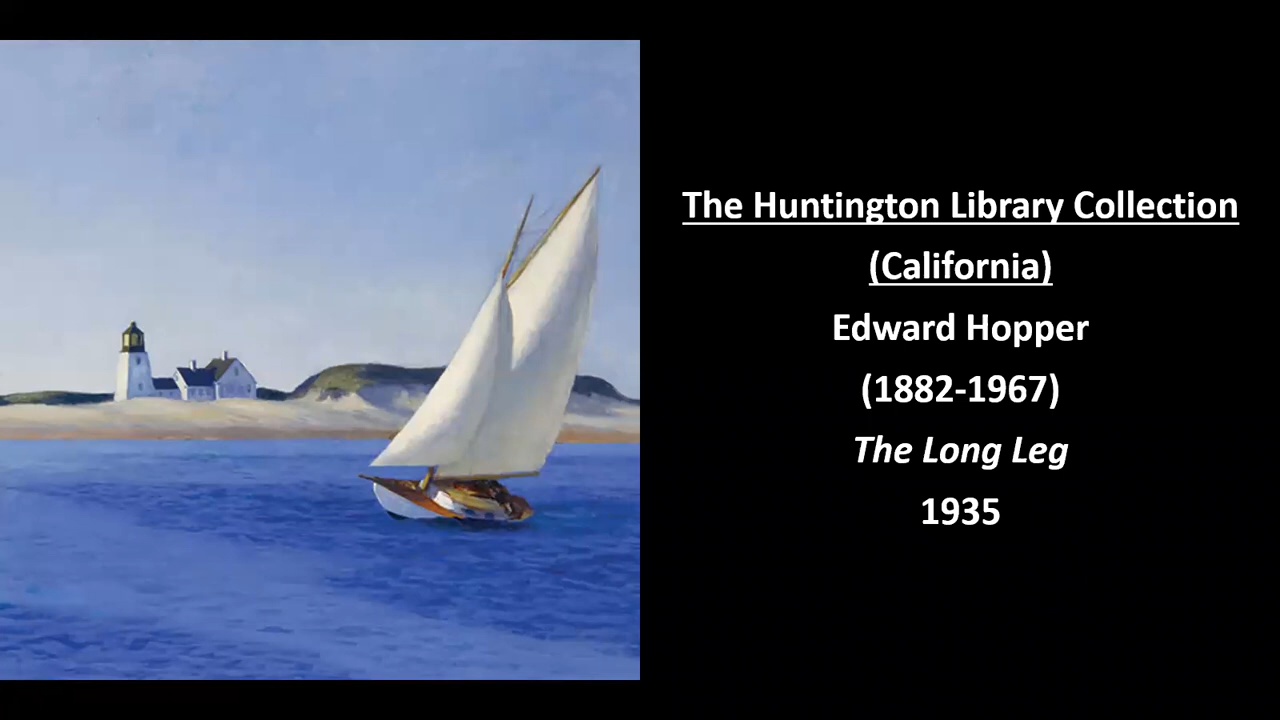 The Huntington Library Collection
(California)
Edward Hopper
(1882-1967)
The Long Leg
1935